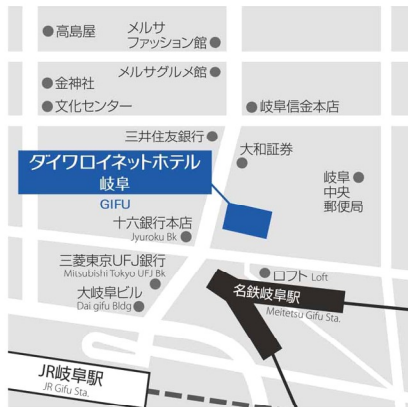 高島屋
メルサ
ファッション館
メルサグルメ館
金神社
文化センター
岐阜信金本店
三井住友銀行
大和証券
ダイワロイネットホテル
岐阜
GIFU
岐阜
中央
郵便局
十六銀行本店
Jyuroku Bk
三菱東京UFJ銀行
Mitsubishi Tokyo UFJ Bk
ロフト Loft
大岐阜ビル
Dai gifu Bldg
名鉄岐阜駅
Meitetsu Gifu Sta.
JR岐阜駅
JR Gifu Sta.